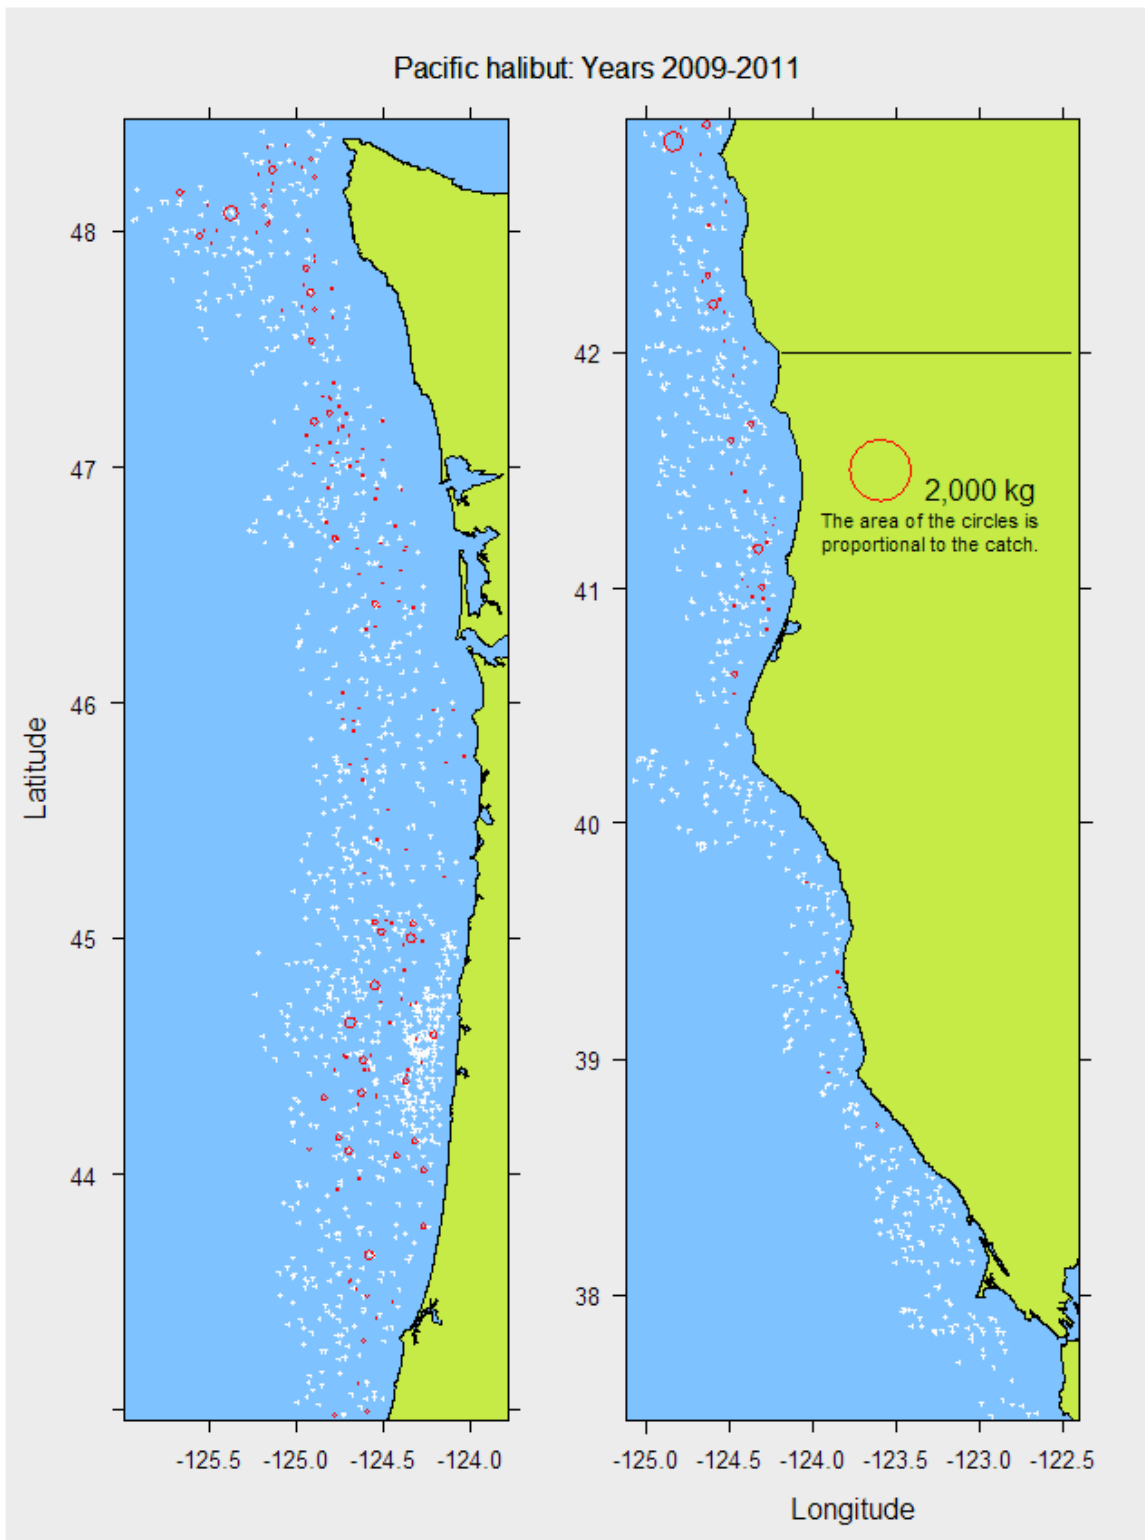 Pacific halibut: Years 2009-2011
48
47
46
45
44
Latitude
-125.5 -125.0 -124.5 -124.0
42
41
40
39
38
2,000 kg
The area of the circles is
proportional to the catch.
-125.0 -124.5 -124.0 -123.5 -123.0 -122.5
Longitude